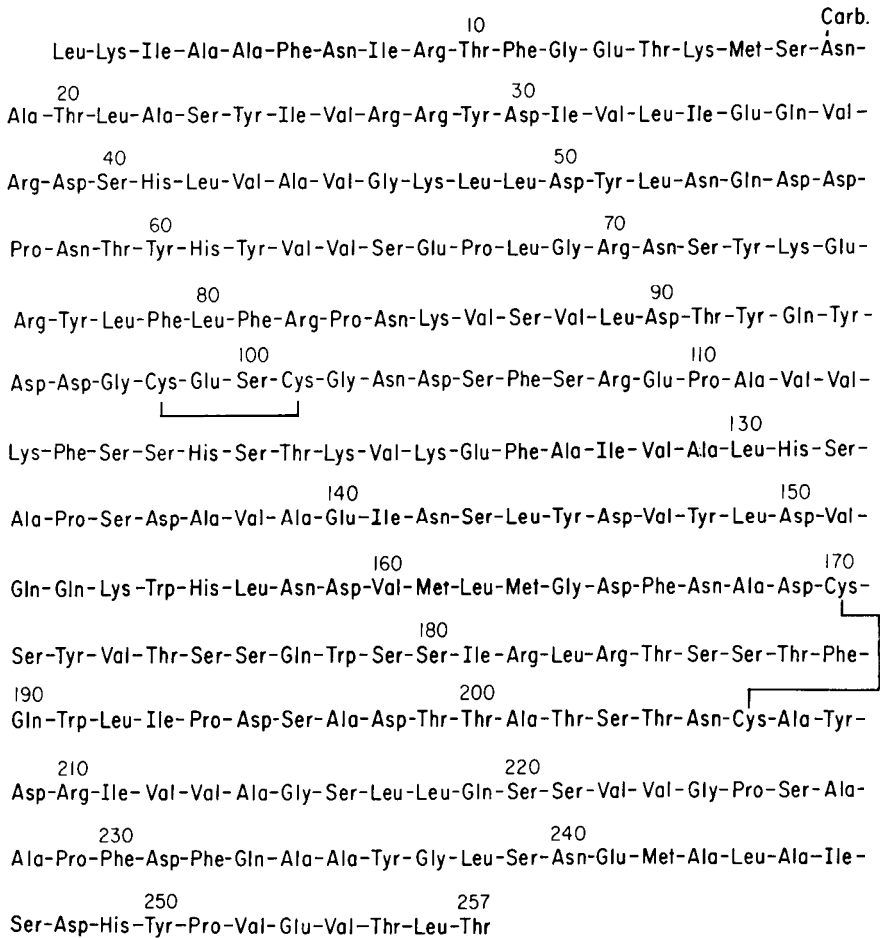 Carb.
10
Leu-Lys-Ile-Ala-Ala-Phe-Asn-Ile-Arg-Thr-Phe-Gly-Glu-Thr-Lys-Met-Ser-Asn-
20 30
Ala-Thr-Leu-Ala-Ser-Tyr-Ile-Val-Arg-Arg-Tyr-Asp-Ile-Val-Leu-Ile-Glu-Gln-Val-
40 50
Arg-Asp-Ser-His-Leu-Val-Ala-Val-Gly-Lys-Leu-Leu-Asp-Tyr-Leu-Asn-Gln-Asp-Asp-
60 70
Pro-Asn-Thr-Tyr-His-Tyr-Val-Val-Ser-Glu-Pro-Leu-Gly-Arg-Asn-Ser-Tyr-Lys-Glu-
80 90
Arg-Tyr-Leu-Phe-Leu-Phe-Arg-Pro-Asn-Lys-Val-Ser-Val-Leu-Asp-Thr-Tyr-Gln-Tyr-
100 110
Asp-Asp-Gly-Cys-Glu-Ser-Cys-Gly-Asn-Asp-Ser-Phe-Ser-Arg-Glu-Pro-Ala-Val-Val-
130
Lys-Phe-Ser-Ser-His-Ser-Thr-Lys-Val-Lys-Glu-Phe-Ala-Ile-Val-Ala-Leu-His-Ser-
140 150
Ala-Pro-Ser-Asp-Ala-Val-Ala-Glu-Ile-Asn-Ser-Leu-Tyr-Asp-Val-Tyr-Leu-Asp-Val-
160 170
Gln-Gln-Lys-Trp-His-Leu-Asn-Asp-Val-Met-Leu-Met-Gly-Asp-Phe-Asn-Ala-Asp-Cys-
180
Ser-Tyr-Val-Thr-Ser-Ser-Gln-Trp-Ser-Ser-Ile-Arg-Leu-Arg-Thr-Ser-Ser-Thr-Phe-
190 200
Gln-Trp-Leu-Ile-Pro-Asp-Ser-Ala-Asp-Thr-Thr-Ala-Thr-Ser-Thr-Asn-Cys-Ala-Tyr-
210 220
Asp-Arg-Ile-Val-Val-Ala-Gly-Ser-Leu-Leu-Gln-Ser-Ser-Val-Val-Gly-Pro-Ser-Ala-
230 240
Ala-Pro-Phe-Asp-Phe-Gln-Ala-Ala-Tyr-Gly-Leu-Ser-Asn-Glu-Met-Ala-Leu-Ala-Ile-
250 257
Ser-Asp-His-Tyr-Pro-Val-Glu-Val-Thr-Leu-Thr